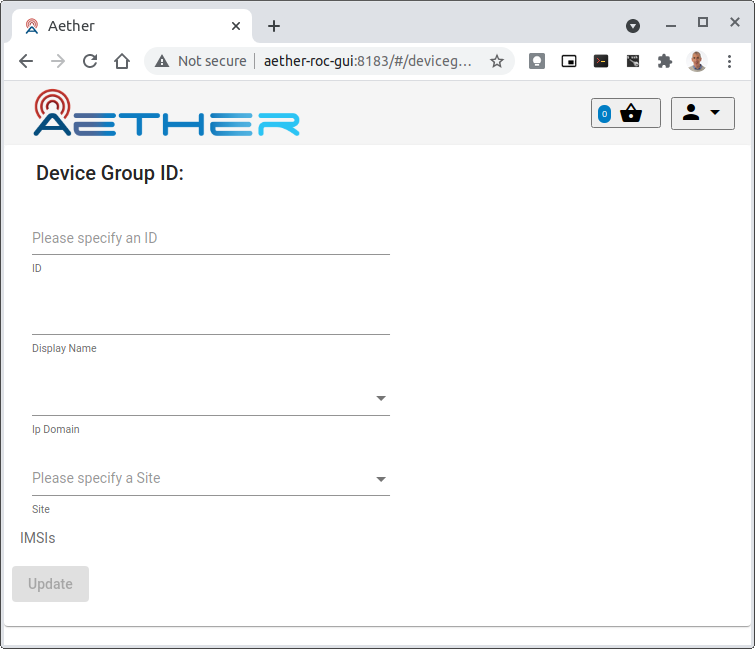 Aether
Not secure
aether-roc-gui:8183/#/deviceg...
AETHER
0
Device Group ID:
Please specify an ID
ID
Display Name
Ip Domain
Please specify a Site
Site
IMSIs
Update